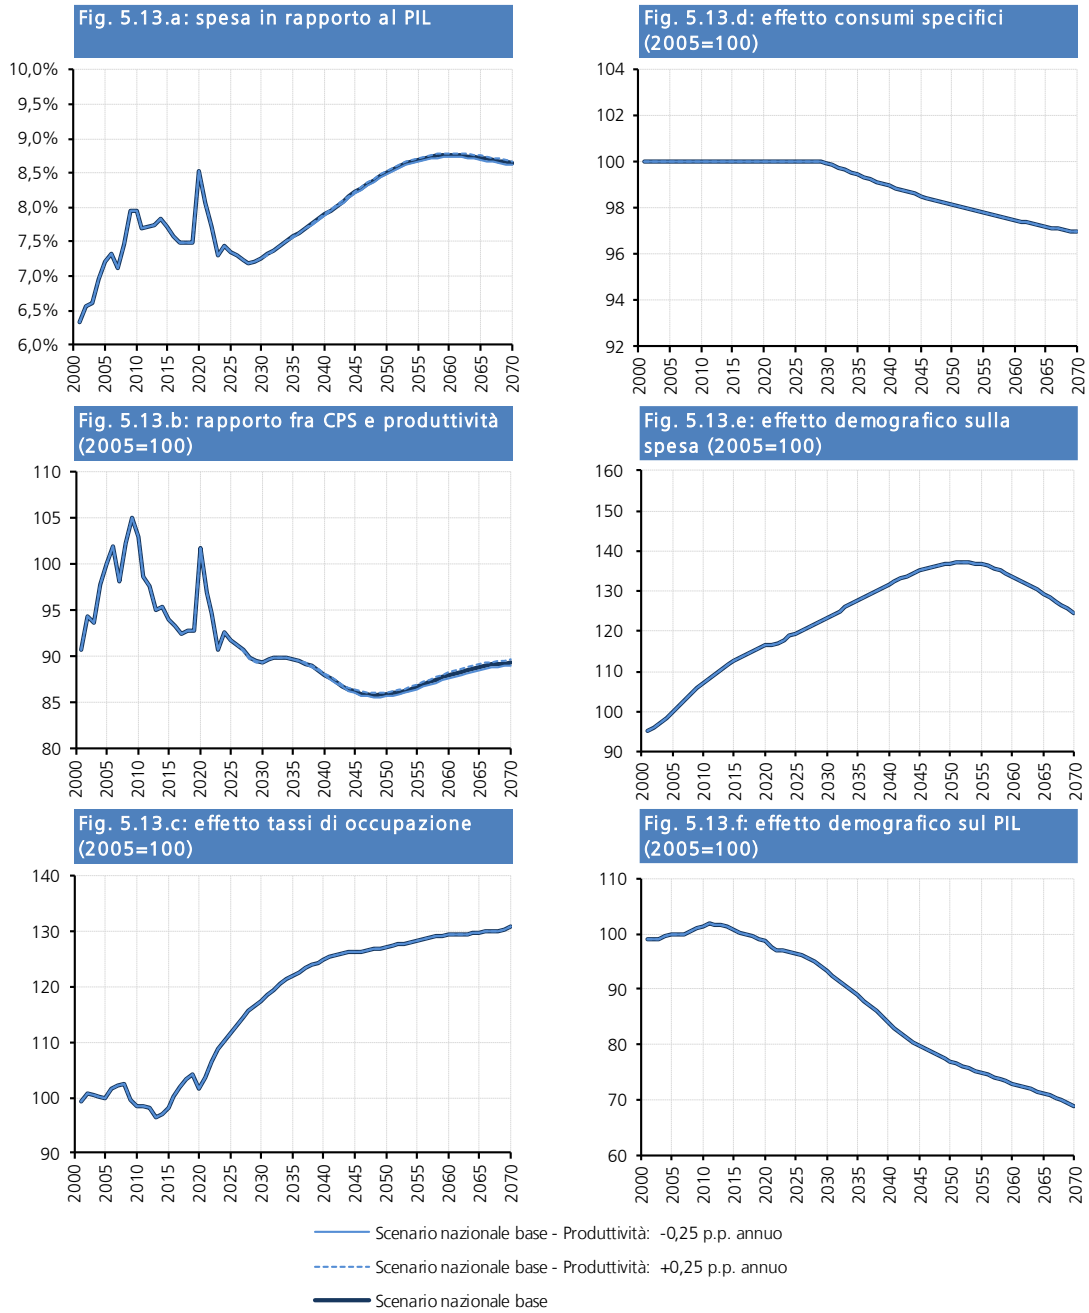 Fig. 5.13.a: spesa in rapporto al PIL
10,0%
9,5%
9,0%
8,5%
8,0%
7,5%
7,0%
6,5%
6,0%
2000 2005 2010 2015 2020 2025 2030 2035 2040 2045 2050 2055 2060 2065 2070
Fig. 5.13.d: effetto consumi specifici
(2005=100)
104
102
100
98
96
94
92
2000 2005 2010 2015 2020 2025 2030 2035 2040 2045 2050 2055 2060 2065 2070
Fig. 5.13.b: rapporto fra CPS e produttività
(2005=100)
110
105
100
95
90
85
80
2000 2005 2010 2015 2020 2025 2030 2035 2040 2045 2050 2055 2060 2065 2070
Fig. 5.13.e: effetto demografico sulla
spesa (2005=100)
160
150
140
130
120
110
100
90
2000 2005 2010 2015 2020 2025 2030 2035 2040 2045 2050 2055 2060 2065 2070
Fig. 5.13.c: effetto tassi di occupazione
(2005=100)
140
130
120
110
100
90
2000 2005 2010 2015 2020 2025 2030 2035 2040 2045 2050 2055 2060 2065 2070
Fig. 5.13.f: effetto demografico sul PIL
(2005=100)
110
100
90
80
70
60
2000 2005 2010 2015 2020 2025 2030 2035 2040 2045 2050 2055 2060 2065 2070
Scenario nazionale base - Produttività: -0,25 p.p. annuo
Scenario nazionale base - Produttività: +0,25 p.p. annuo
Scenario nazionale base